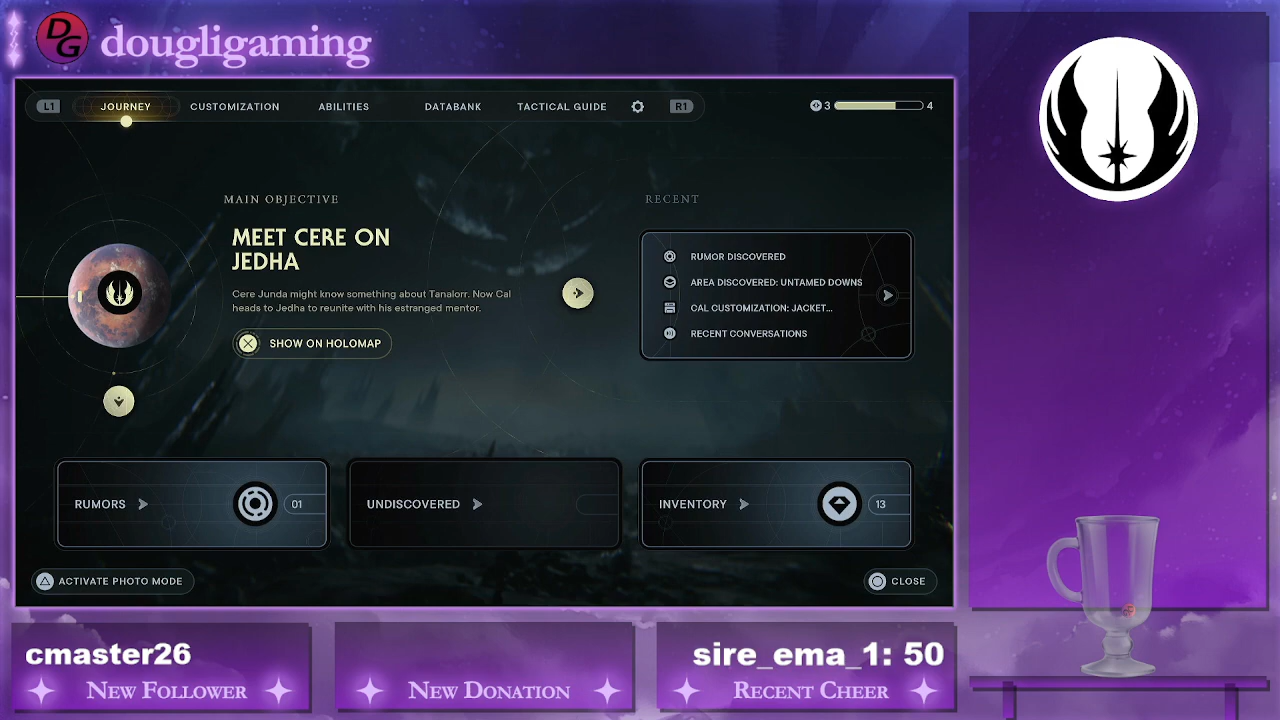 DG
dougligaming
L1
JOURNEY
CUSTOMIZATION
ABILITIES
DATABANK
TACTICAL GUIDE
R1
3
4
MAIN OBJECTIVE
MEET CERE ON
JEDHA
Cere Junda might know something about Tanalorr. Now Cal
heads to Jedha to reunite with his estranged mentor.
SHOW ON HOLOMAP
RECENT
RUMOR DISCOVERED
AREA DISCOVERED: UNTAMED DOWNS
CAL CUSTOMIZATION: JACKET...
RECENT CONVERSATIONS
RUMORS
01
UNDISCOVERED
INVENTORY
13
ACTIVATE PHOTO MODE
CLOSE
cmaster26
NEW FOLLOWER
NEW DONATION
sire_ema_1: 50
RECENT CHEER